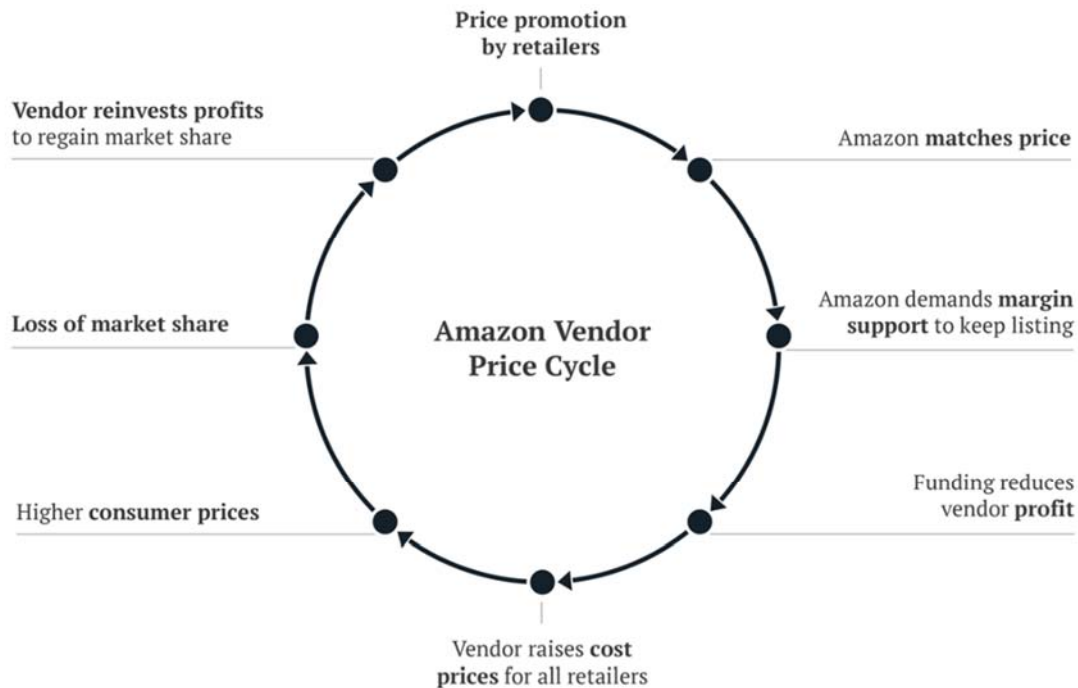 Price promotion
by retailers
Vendor reinvests profits
to regain market share
Amazon matches price
Amazon demands margin
support to keep listing
Loss of market share
Amazon Vendor
Price Cycle
Funding reduces
vendor profit
Higher consumer prices
Vendor raises cost
prices for all retailers